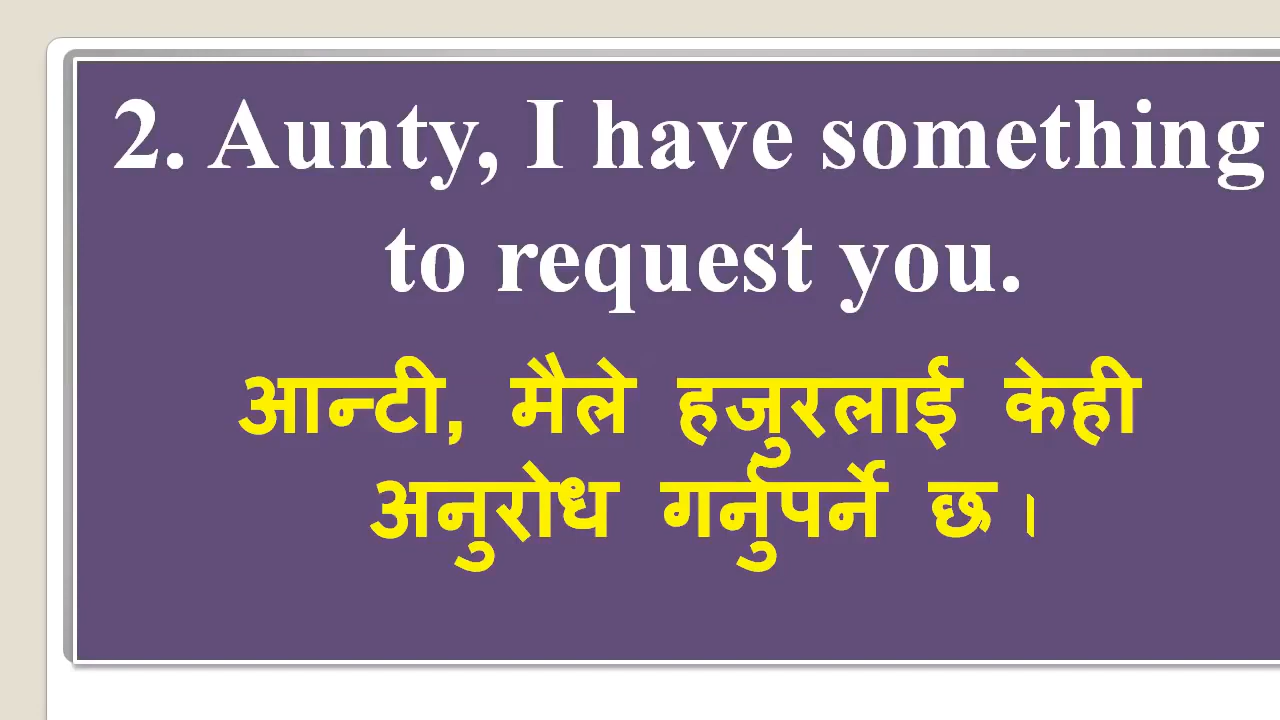 2. Aunty, I have something
to request you.
आन्टी, मैले हजुरलाई केही
अनुरोध गर्नुपर्ने छ।